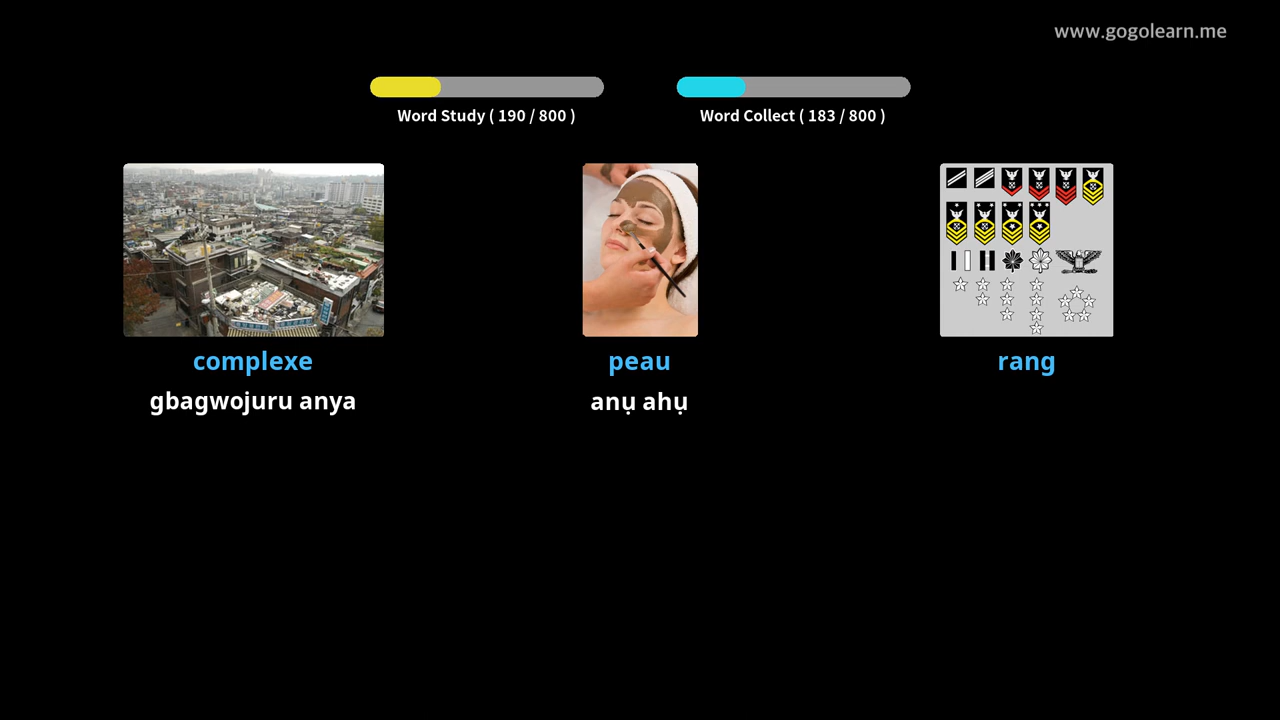 www.gogolearn.me
Word Study ( 190 / 800 )
Word Collect ( 183 / 800 )
complexe
peau
rang
gbagwojuru anya
anụ ahụ